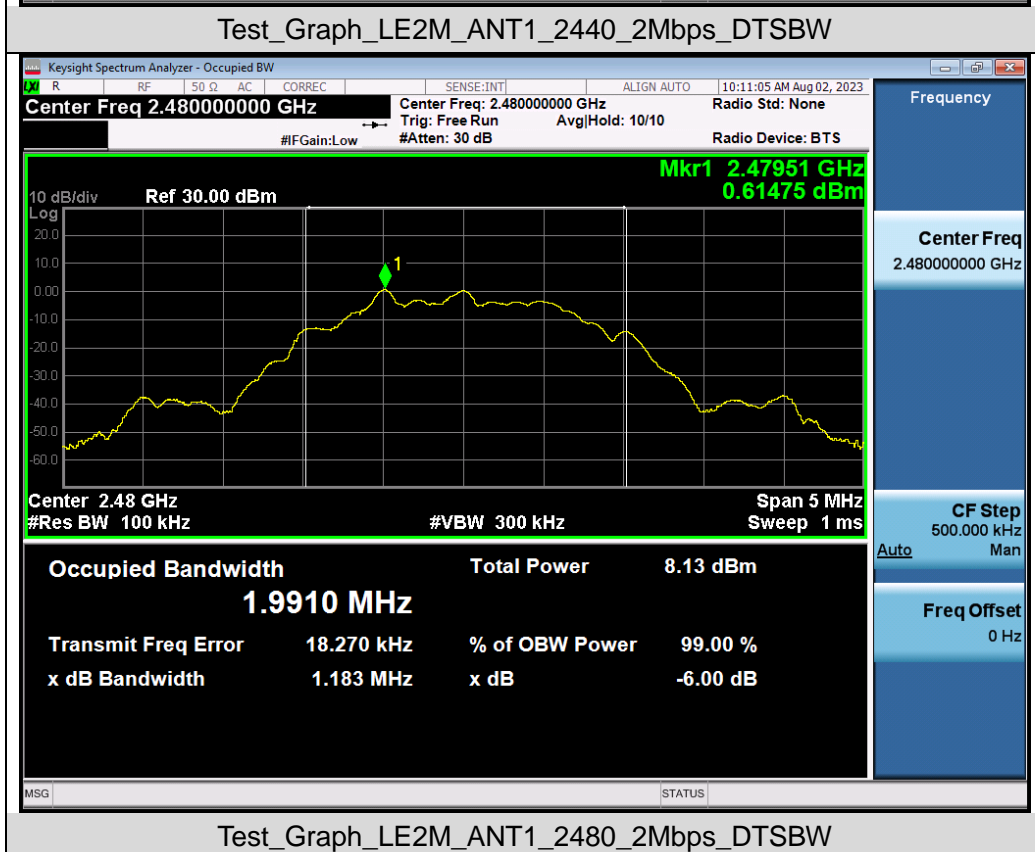 Test_Graph_LE2M_ANT1_2440_2Mbps_DTSBW
Keysight Spectrum Analyzer - Occupied BW
LXI R RF 50 Ω AC CORREC SENSE:INT ALIGN AUTO 10:11:05 AM Aug 02, 2023
Center Freq 2.480000000 GHz Center Freq: 2.480000000 GHz Radio Std: None
Trig: Free Run Avg|Hold: 10/10
#IFGain:Low #Atten: 30 dB Radio Device: BTS
Frequency
Mkr1 2.47951 GHz
10 dB/div Ref 30.00 dBm 0.61475 dBm
Log
20.0
10.0
1
0.00
-10.0
-20.0
-30.0
-40.0
-50.0
-60.0
Center 2.48 GHz Span 5 MHz
#Res BW 100 kHz #VBW 300 kHz Sweep 1 ms
Center Freq
2.480000000 GHz
CF Step
500.000 kHz
Auto Man
Freq Offset
0 Hz
Occupied Bandwidth Total Power 8.13 dBm
1.9910 MHz
Transmit Freq Error 18.270 kHz % of OBW Power 99.00 %
x dB Bandwidth 1.183 MHz x dB -6.00 dB
MSG STATUS
Test_Graph_LE2M_ANT1_2480_2Mbps_DTSBW